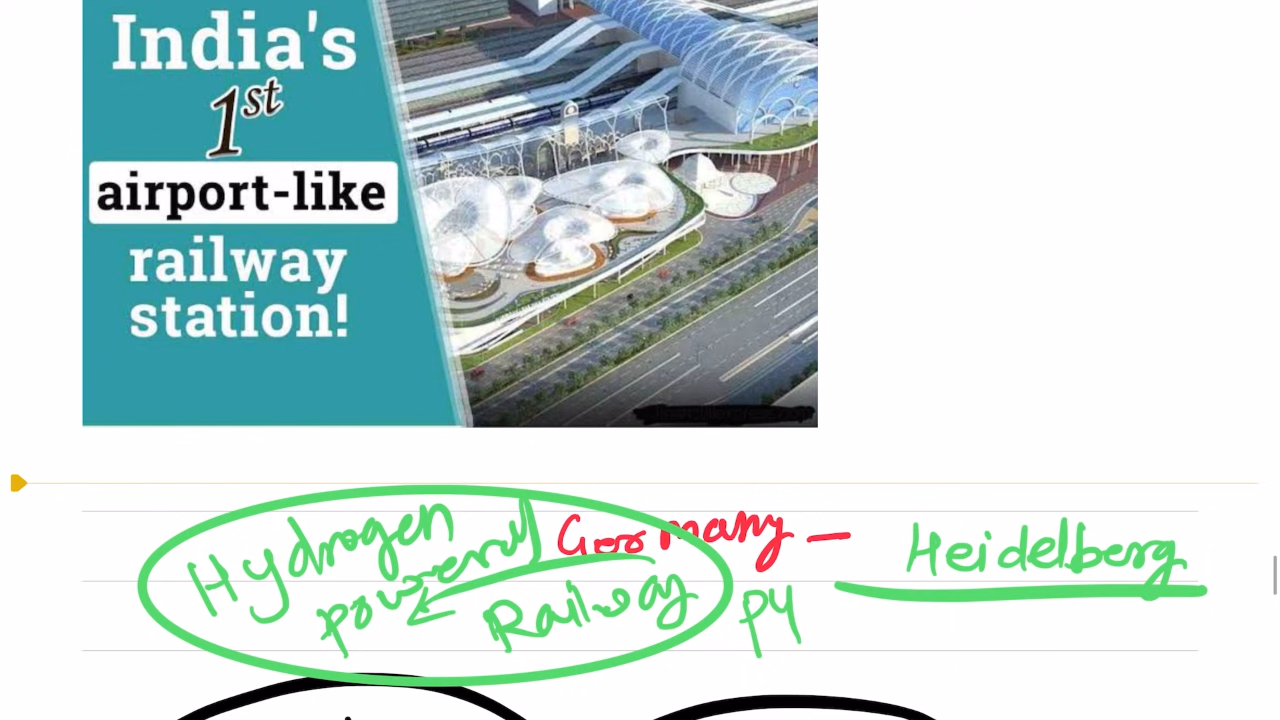 India's
1st
airport-like
railway
station!
Hydrogen Germany — Heidelberg
powered
Railway PY